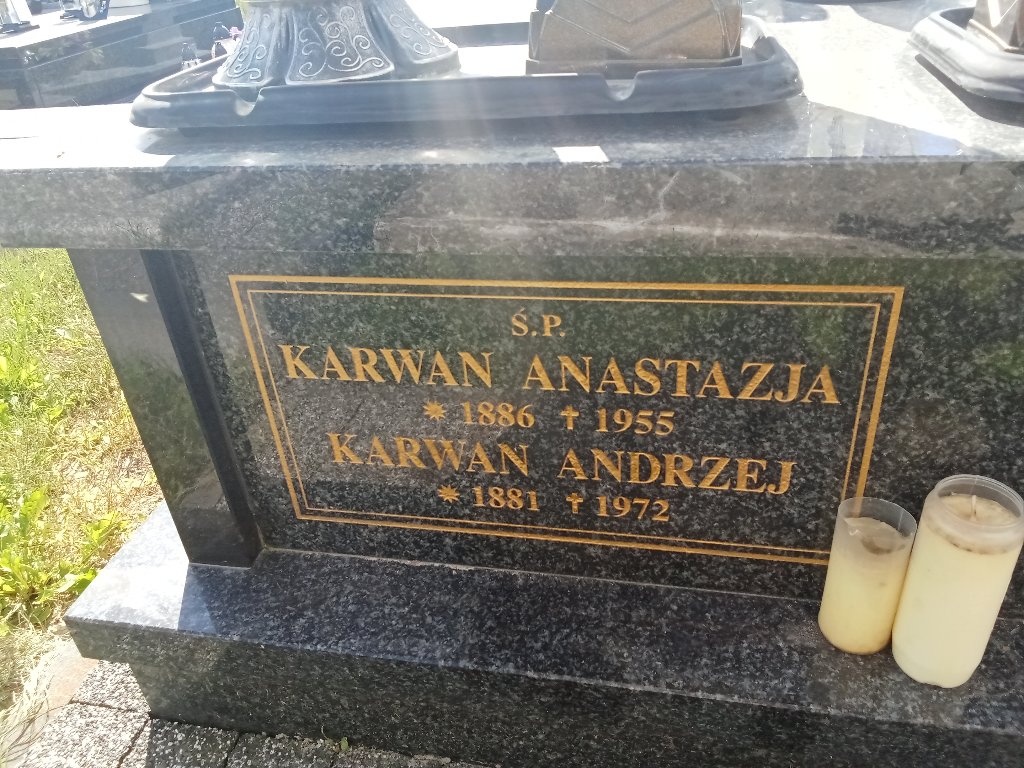 Ś.P.
KARWAN ANASTAZJA
* 1886 ✝ 1955
KARWAN ANDRZEJ
* 1881 ✝ 1972